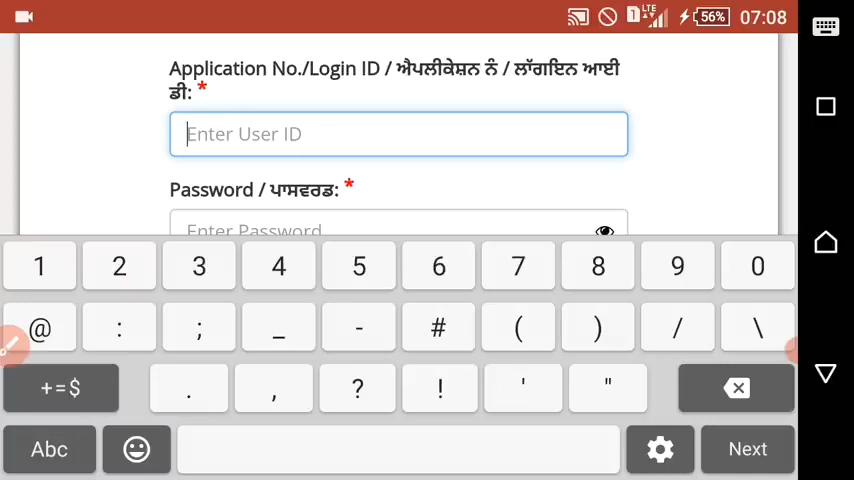 1 LTE 56% 07:08
Application No./Login ID / ਐਪਲੀਕੇਸ਼ਨ ਨੰ / ਲਾੱਗਇਨ ਆਈ
ਡੀ: *
Enter User ID
Password / ਪਾਸਵਰਡ: *
Enter Password
1 2 3 4 5 6 7 8 9 0
@ : ; _ - # ( ) / \
+=$ . , ? ! ' "
Abc Next